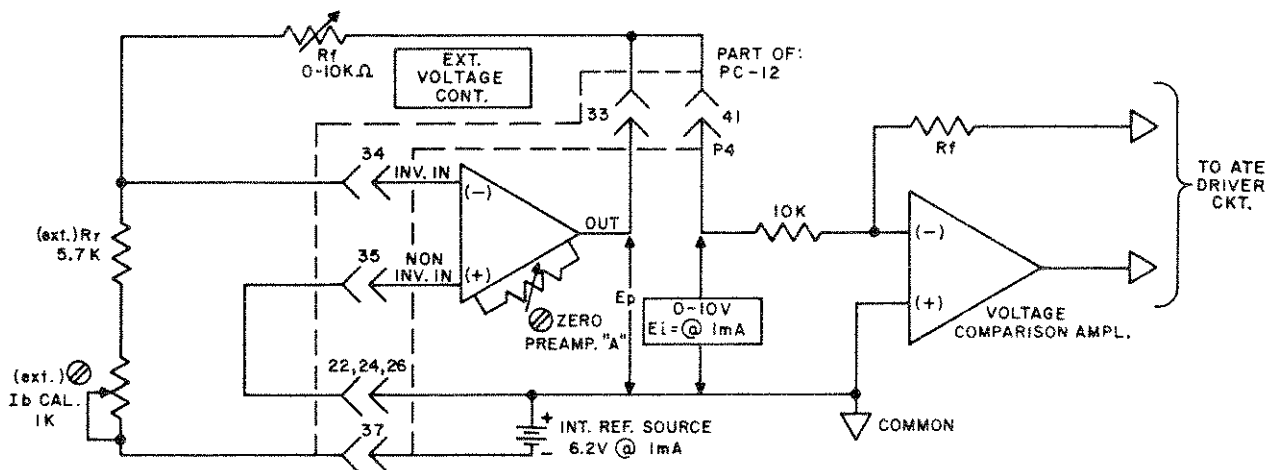 Rf
0-10K Ω
EXT.
VOLTAGE
CONT.
PART OF:
PC-12
33
41
P4
34
INV. IN
(-)
OUT
(ext.) Rr
5.7K
35
NON
INV. IN
(+)
ZERO
PREAMP. "A"
Ep
0-10V
Ei= @ 1mA
10K
Rf
(-)
(+)
VOLTAGE
COMPARISON AMPL.
TO ATE
DRIVER
CKT.
22,24,26
(ext.)
Ib CAL.
1K
37
+
-
INT. REF. SOURCE
6.2V @ 1mA
COMMON